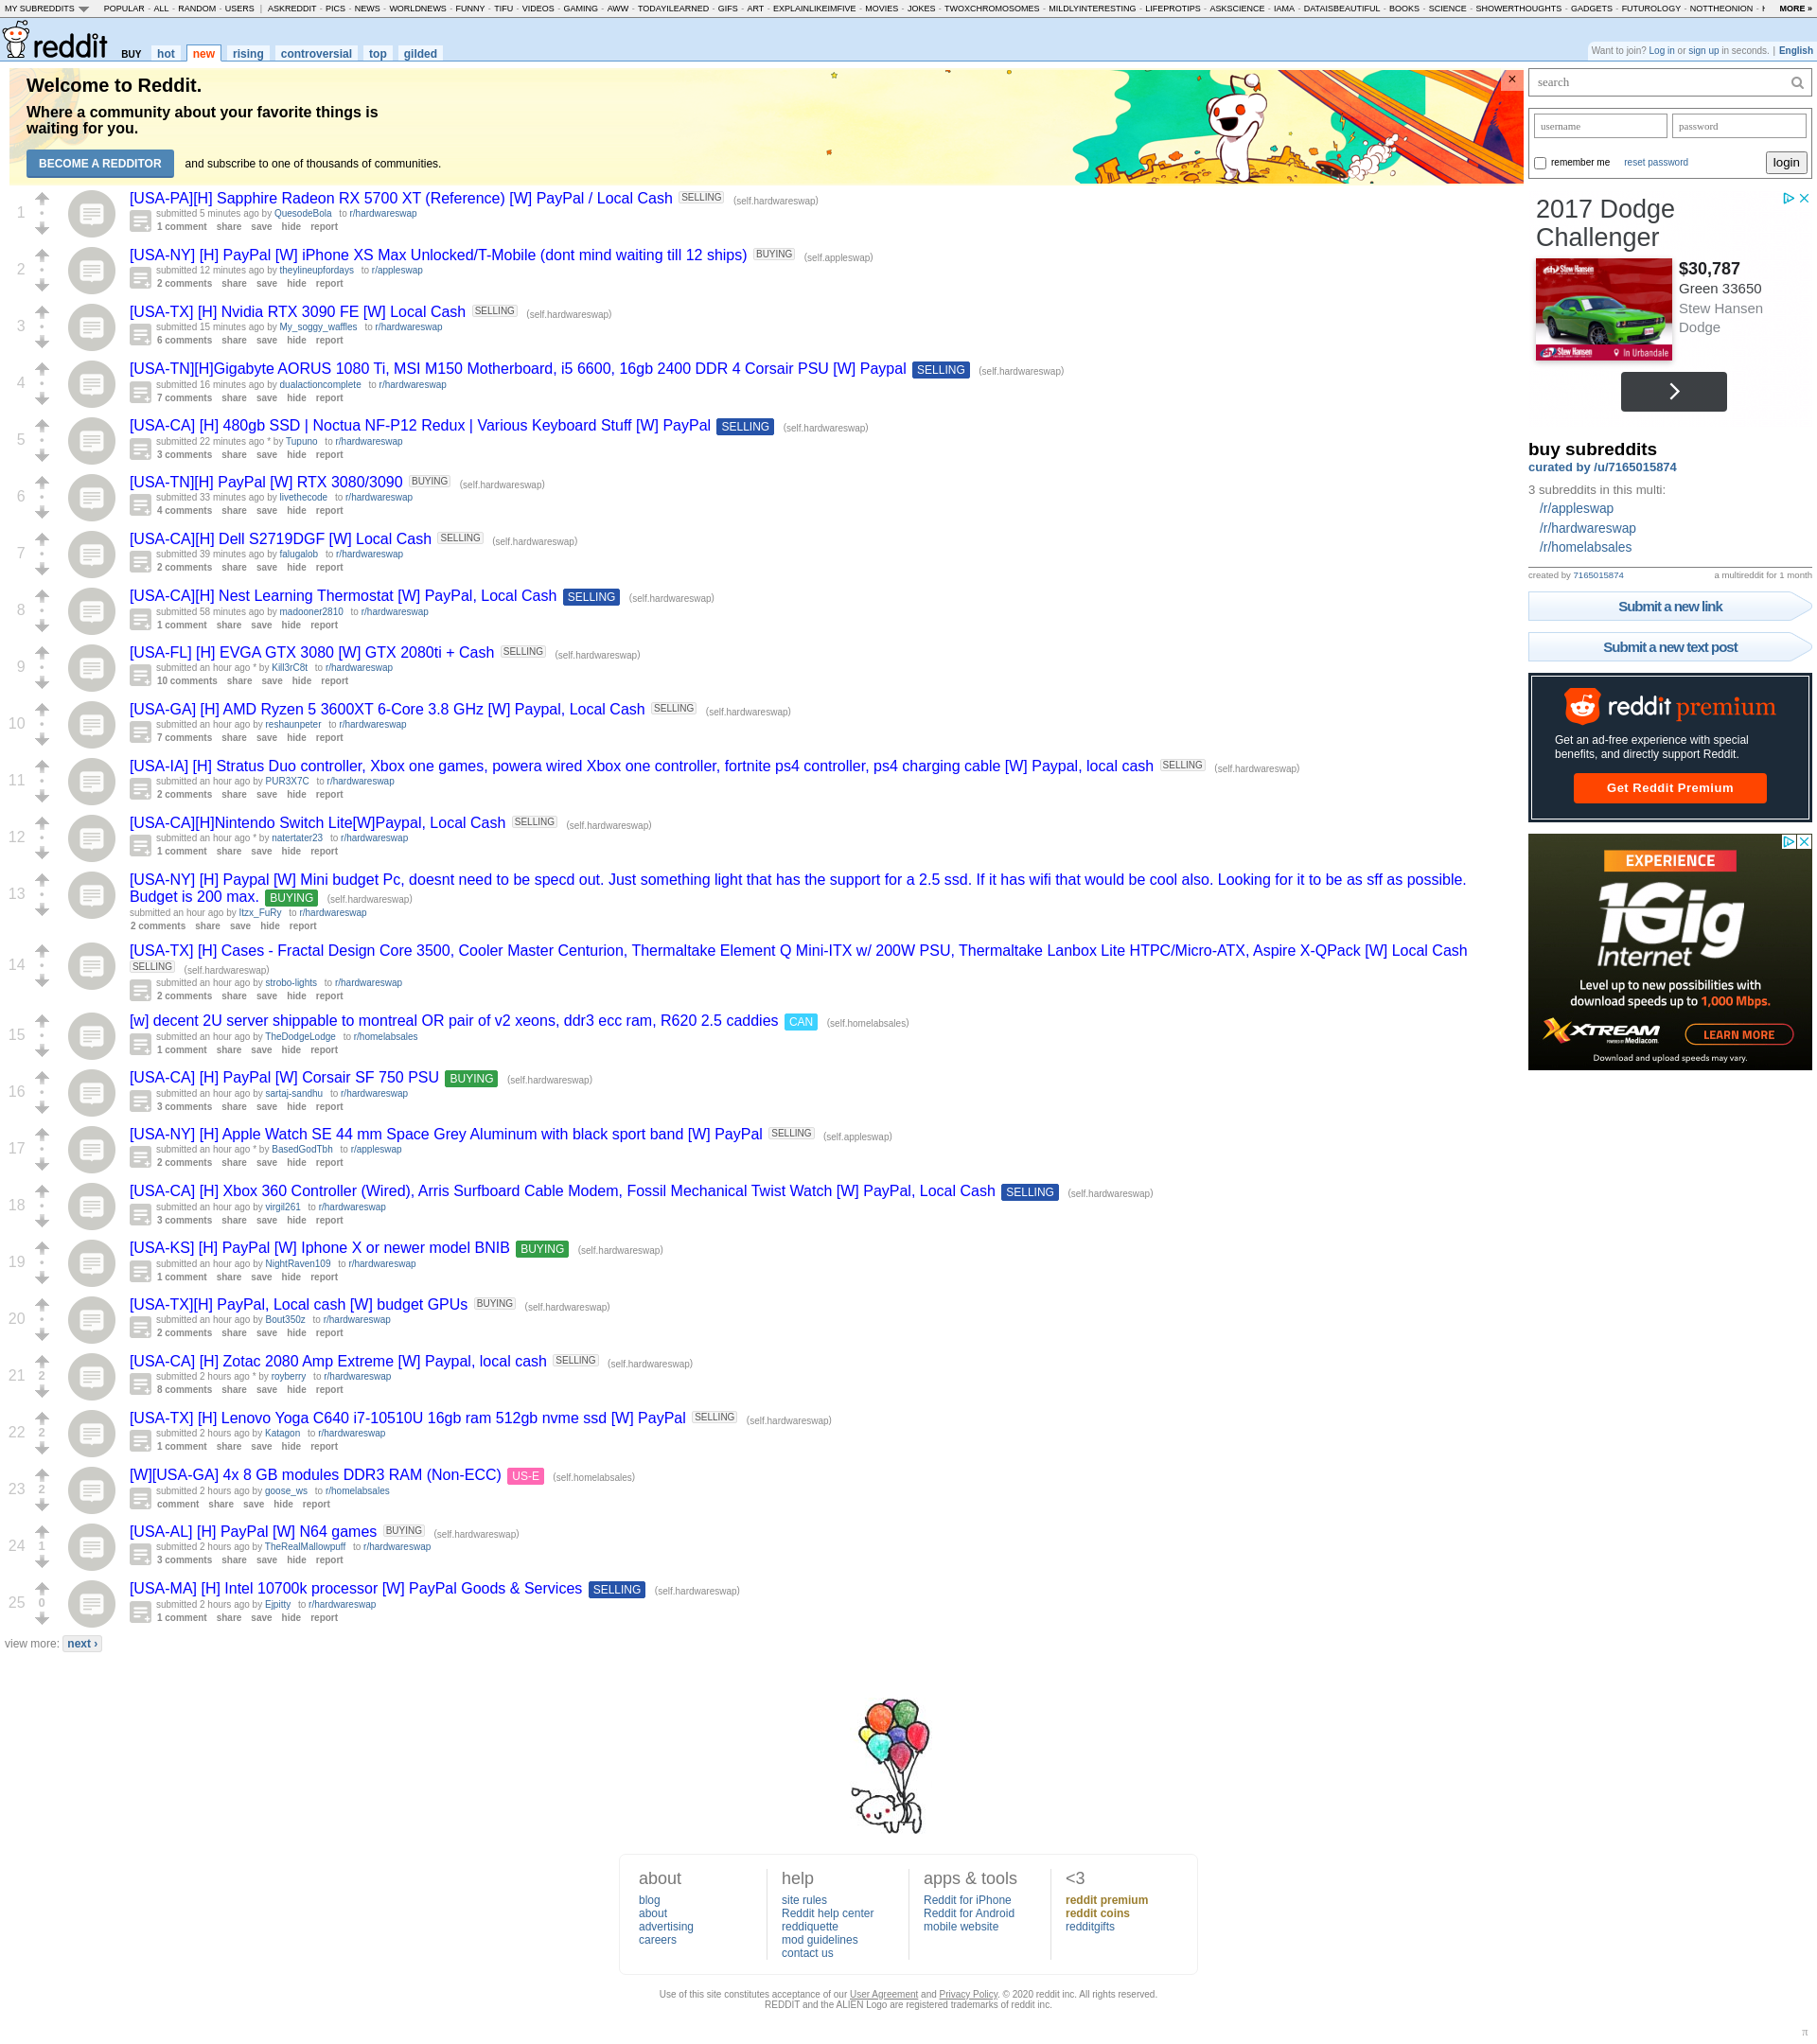 MY SUBREDDITS POPULAR - ALL - RANDOM - USERS | ASKREDDIT - PICS - NEWS - WORLDNEWS - FUNNY - TIFU - VIDEOS - GAMING - AWW - TODAYILEARNED - GIFS - ART - EXPLAINLIKEIMFIVE - MOVIES - JOKES - TWOXCHROMOSOMES - MILDLYINTERESTING - LIFEPROTIPS - ASKSCIENCE - IAMA - DATAISBEAUTIFUL - BOOKS - SCIENCE - SHOWERTHOUGHTS - GADGETS - FUTUROLOGY - NOTTHEONION - MORE »
reddit BUY hot new rising controversial top gilded
Want to join? Log in or sign up in seconds. | English
Welcome to Reddit.
Where a community about your favorite things is
waiting for you.
BECOME A REDDITOR and subscribe to one of thousands of communities.
1
[USA-PA][H] Sapphire Radeon RX 5700 XT (Reference) [W] PayPal / Local Cash SELLING (self.hardwareswap)
submitted 5 minutes ago by QuesodeBola to r/hardwareswap
1 comment share save hide report
2
[USA-NY] [H] PayPal [W] iPhone XS Max Unlocked/T-Mobile (dont mind waiting till 12 ships) BUYING (self.appleswap)
submitted 12 minutes ago by theylineupfordays to r/appleswap
2 comments share save hide report
3
[USA-TX] [H] Nvidia RTX 3090 FE [W] Local Cash SELLING (self.hardwareswap)
submitted 15 minutes ago by My_soggy_waffles to r/hardwareswap
6 comments share save hide report
4
[USA-TN][H]Gigabyte AORUS 1080 Ti, MSI M150 Motherboard, i5 6600, 16gb 2400 DDR 4 Corsair PSU [W] Paypal SELLING (self.hardwareswap)
submitted 16 minutes ago by dualactioncomplete to r/hardwareswap
7 comments share save hide report
5
[USA-CA] [H] 480gb SSD | Noctua NF-P12 Redux | Various Keyboard Stuff [W] PayPal SELLING (self.hardwareswap)
submitted 22 minutes ago * by Tupuno to r/hardwareswap
3 comments share save hide report
6
[USA-TN][H] PayPal [W] RTX 3080/3090 BUYING (self.hardwareswap)
submitted 33 minutes ago by livethecode to r/hardwareswap
4 comments share save hide report
7
[USA-CA][H] Dell S2719DGF [W] Local Cash SELLING (self.hardwareswap)
submitted 39 minutes ago by falugalob to r/hardwareswap
2 comments share save hide report
8
[USA-CA][H] Nest Learning Thermostat [W] PayPal, Local Cash SELLING (self.hardwareswap)
submitted 58 minutes ago by madooner2810 to r/hardwareswap
1 comment share save hide report
9
[USA-FL] [H] EVGA GTX 3080 [W] GTX 2080ti + Cash SELLING (self.hardwareswap)
submitted an hour ago * by Kill3rC8t to r/hardwareswap
10 comments share save hide report
10
[USA-GA] [H] AMD Ryzen 5 3600XT 6-Core 3.8 GHz [W] Paypal, Local Cash SELLING (self.hardwareswap)
submitted an hour ago by reshaunpeter to r/hardwareswap
7 comments share save hide report
11
[USA-IA] [H] Stratus Duo controller, Xbox one games, powera wired Xbox one controller, fortnite ps4 controller, ps4 charging cable [W] Paypal, local cash SELLING (self.hardwareswap)
submitted an hour ago by PUR3X7C to r/hardwareswap
2 comments share save hide report
12
[USA-CA][H]Nintendo Switch Lite[W]Paypal, Local Cash SELLING (self.hardwareswap)
submitted an hour ago * by natertater23 to r/hardwareswap
1 comment share save hide report
13
[USA-NY] [H] Paypal [W] Mini budget Pc, doesnt need to be specd out. Just something light that has the support for a 2.5 ssd. If it has wifi that would be cool also. Looking for it to be as sff as possible.
Budget is 200 max. BUYING (self.hardwareswap)
submitted an hour ago by Itzx_FuRy to r/hardwareswap
2 comments share save hide report
14
[USA-TX] [H] Cases - Fractal Design Core 3500, Cooler Master Centurion, Thermaltake Element Q Mini-ITX w/ 200W PSU, Thermaltake Lanbox Lite HTPC/Micro-ATX, Aspire X-QPack [W] Local Cash
SELLING (self.hardwareswap)
submitted an hour ago by strobo-lights to r/hardwareswap
2 comments share save hide report
15
[w] decent 2U server shippable to montreal OR pair of v2 xeons, ddr3 ecc ram, R620 2.5 caddies CAN (self.homelabsales)
submitted an hour ago by TheDodgeLodge to r/homelabsales
1 comment share save hide report
16
[USA-CA] [H] PayPal [W] Corsair SF 750 PSU BUYING (self.hardwareswap)
submitted an hour ago by sartaj-sandhu to r/hardwareswap
3 comments share save hide report
17
[USA-NY] [H] Apple Watch SE 44 mm Space Grey Aluminum with black sport band [W] PayPal SELLING (self.appleswap)
submitted an hour ago * by BasedGodTbh to r/appleswap
2 comments share save hide report
18
[USA-CA] [H] Xbox 360 Controller (Wired), Arris Surfboard Cable Modem, Fossil Mechanical Twist Watch [W] PayPal, Local Cash SELLING (self.hardwareswap)
submitted an hour ago by virgil261 to r/hardwareswap
3 comments share save hide report
19
[USA-KS] [H] PayPal [W] Iphone X or newer model BNIB BUYING (self.hardwareswap)
submitted an hour ago by NightRaven109 to r/hardwareswap
1 comment share save hide report
20
[USA-TX][H] PayPal, Local cash [W] budget GPUs BUYING (self.hardwareswap)
submitted an hour ago by Bout350z to r/hardwareswap
2 comments share save hide report
21 2
[USA-CA] [H] Zotac 2080 Amp Extreme [W] Paypal, local cash SELLING (self.hardwareswap)
submitted 2 hours ago * by royberry to r/hardwareswap
8 comments share save hide report
22 2
[USA-TX] [H] Lenovo Yoga C640 i7-10510U 16gb ram 512gb nvme ssd [W] PayPal SELLING (self.hardwareswap)
submitted 2 hours ago by Katagon to r/hardwareswap
1 comment share save hide report
23 2
[W][USA-GA] 4x 8 GB modules DDR3 RAM (Non-ECC) US-E (self.homelabsales)
submitted 2 hours ago by goose_ws to r/homelabsales
comment share save hide report
24 1
[USA-AL] [H] PayPal [W] N64 games BUYING (self.hardwareswap)
submitted 2 hours ago by TheRealMallowpuff to r/hardwareswap
3 comments share save hide report
25 0
[USA-MA] [H] Intel 10700k processor [W] PayPal Goods & Services SELLING (self.hardwareswap)
submitted 2 hours ago by Ejpitty to r/hardwareswap
1 comment share save hide report
view more: next ›
search
username password
remember me reset password login
2017 Dodge
Challenger
Stew Hansen
$30,787
Green 33650
Stew Hansen
Dodge
Stew Hansen In Urbandale
buy subreddits
curated by /u/7165015874
3 subreddits in this multi:
/r/appleswap
/r/hardwareswap
/r/homelabsales
created by 7165015874 a multireddit for 1 month
Submit a new link
Submit a new text post
reddit premium
Get an ad-free experience with special
benefits, and directly support Reddit.
Get Reddit Premium
EXPERIENCE
1Gig
Internet
Level up to new possibilities with
download speeds up to 1,000 Mbps.
XTREAM
POWERED BY Mediacom
LEARN MORE
Download and upload speeds may vary.
about
blog
about
advertising
careers
help
site rules
Reddit help center
reddiquette
mod guidelines
contact us
apps & tools
Reddit for iPhone
Reddit for Android
mobile website
<3
reddit premium
reddit coins
redditgifts
Use of this site constitutes acceptance of our User Agreement and Privacy Policy. © 2020 reddit inc. All rights reserved.
REDDIT and the ALIEN Logo are registered trademarks of reddit inc.
π